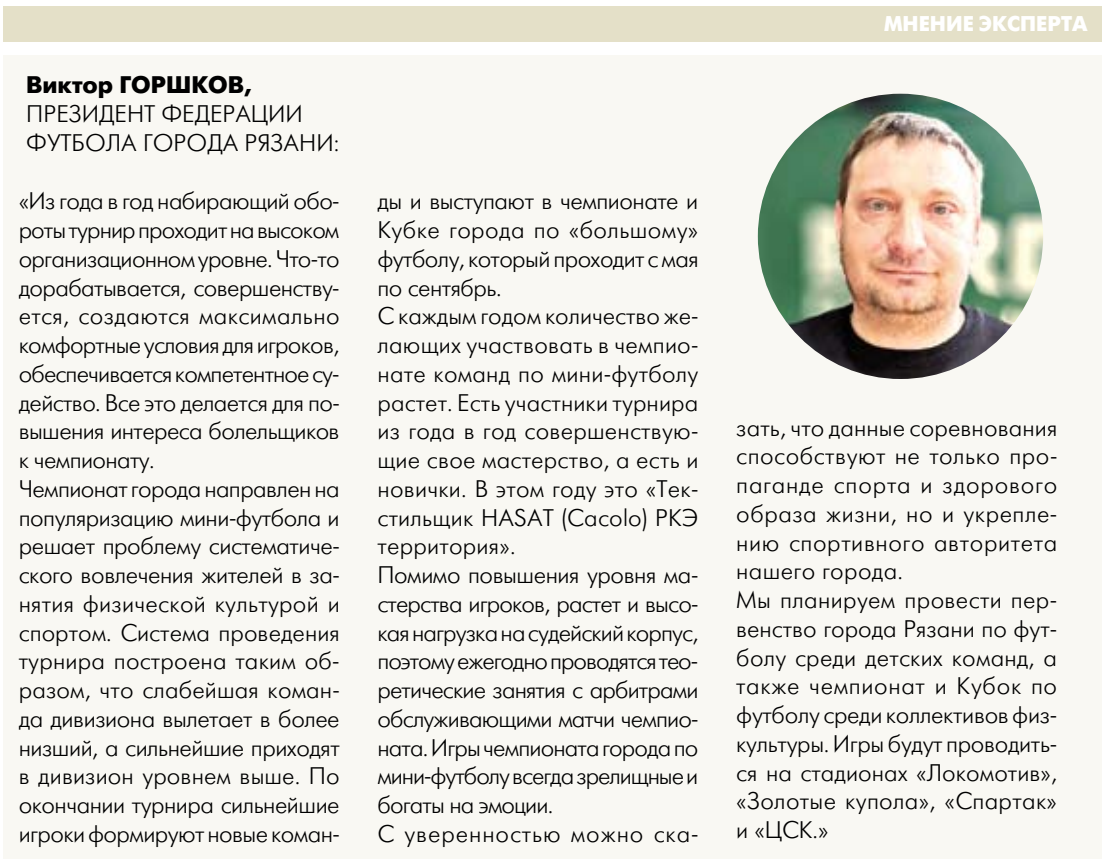 МНЕНИЕ ЭКСПЕРТА
Виктор ГОРШКОВ,
ПРЕЗИДЕНТ ФЕДЕРАЦИИ
ФУТБОЛА ГОРОДА РЯЗАНИ:
«Из года в год набирающий обо-
роты турнир проходит на высоком
организационном уровне. Что-то
дорабатывается, совершенству-
ется, создаются максимально
комфортные условия для игроков,
обеспечивается компетентное су-
действо. Все это делается для по-
вышения интереса болельщиков
к чемпионату.
Чемпионат города направлен на
популяризацию мини-футбола и
решает проблему систематиче-
ского вовлечения жителей в за-
нятия физической культурой и
спортом. Система проведения
турнира построена таким об-
разом, что слабейшая коман-
да дивизиона вылетает в более
низший, а сильнейшие приходят
в дивизион уровнем выше. По
окончании турнира сильнейшие
игроки формируют новые коман-
ды и выступают в чемпионате и
Кубке города по «большому»
футболу, который проходит с мая
по сентябрь.
С каждым годом количество же-
лающих участвовать в чемпио-
нате команд по мини-футболу
растет. Есть участники турнира
из года в год совершенствую-
щие свое мастерство, а есть и
новички. В этом году это «Тек-
стильщик HASAT (Cacolo) РКЭ
территория».
Помимо повышения уровня ма-
стерства игроков, растет и высо-
кая нагрузка на судейский корпус,
поэтому ежегодно проводятся тео-
ретические занятия с арбитрами
обслуживающими матчи чемпио-
ната. Игры чемпионата города по
мини-футболу всегда зрелищные и
богаты на эмоции.
С уверенностью можно ска-
зать, что данные соревнования
способствуют не только про-
паганде спорта и здорового
образа жизни, но и укрепле-
нию спортивного авторитета
нашего города.
Мы планируем провести пер-
венство города Рязани по фут-
болу среди детских команд, а
также чемпионат и Кубок по
футболу среди коллективов физ-
культуры. Игры будут проводить-
ся на стадионах «Локомотив»,
«Золотые купола», «Спартак»
и «ЦСК.»